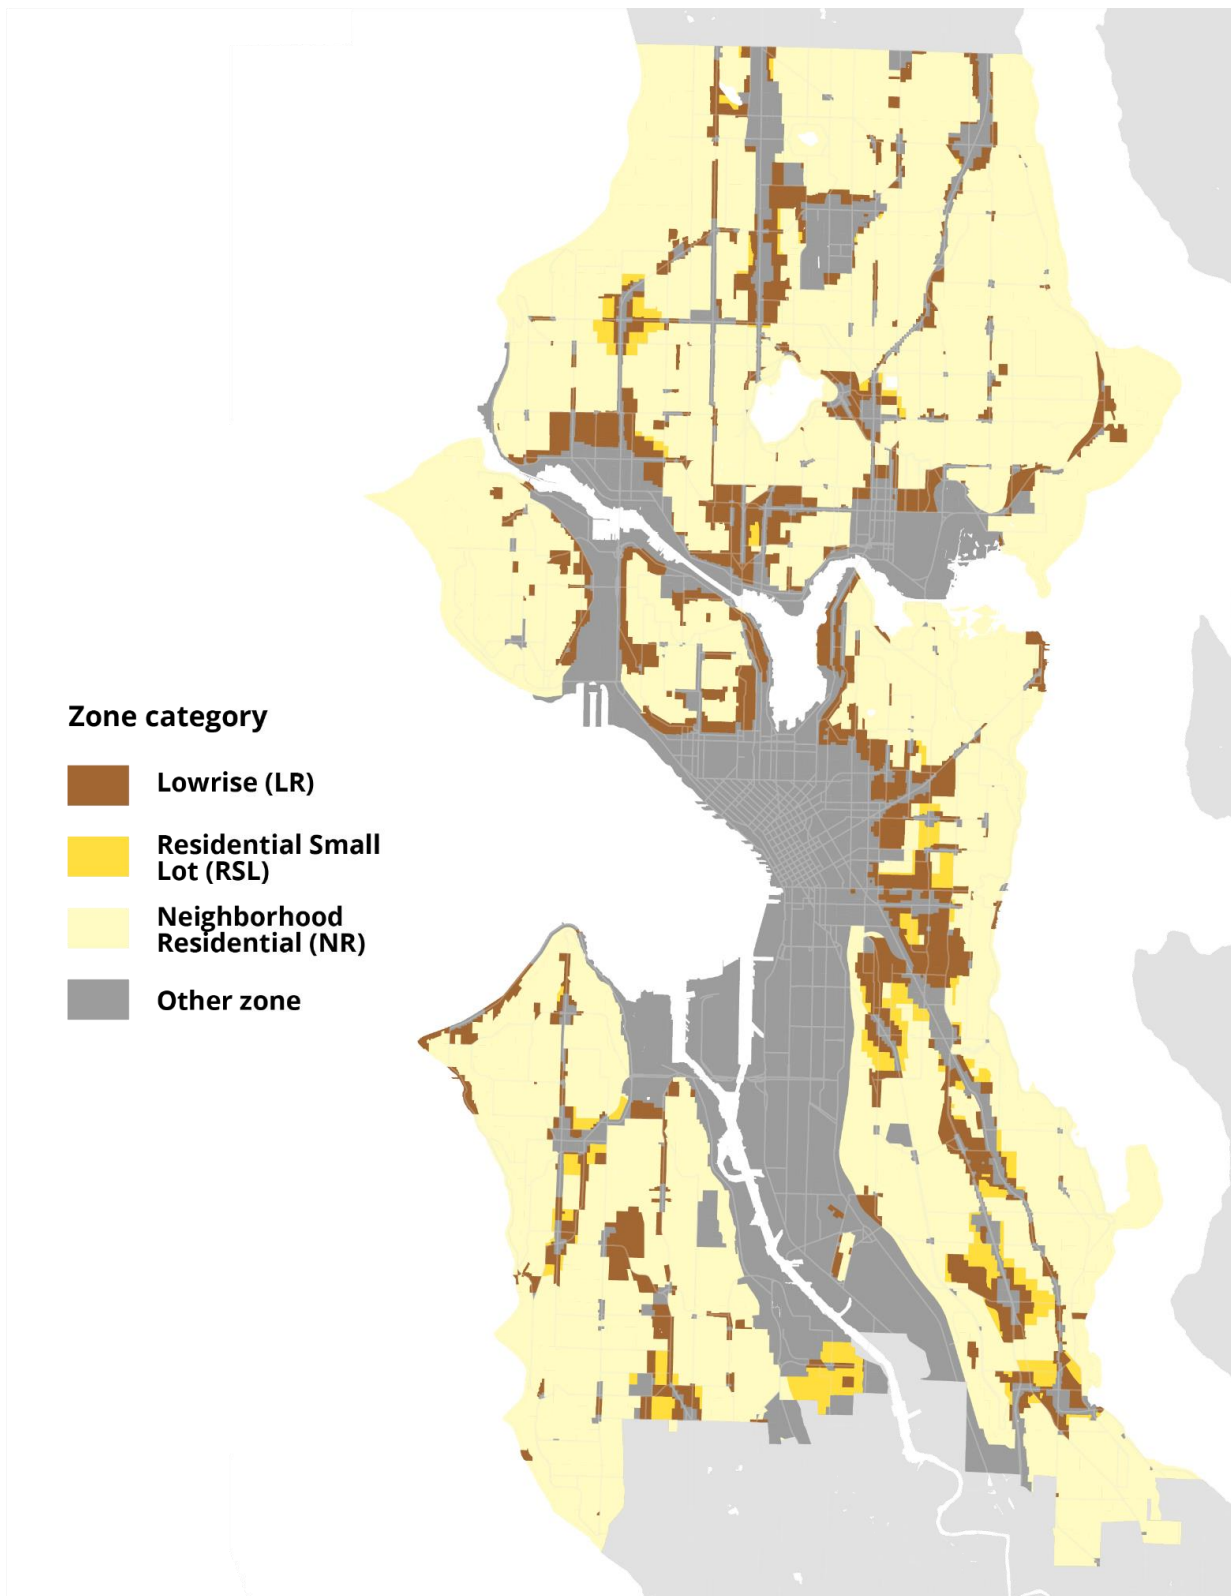 Zone category
Lowrise (LR)
Residential Small
Lot (RSL)
Neighborhood
Residential (NR)
Other zone